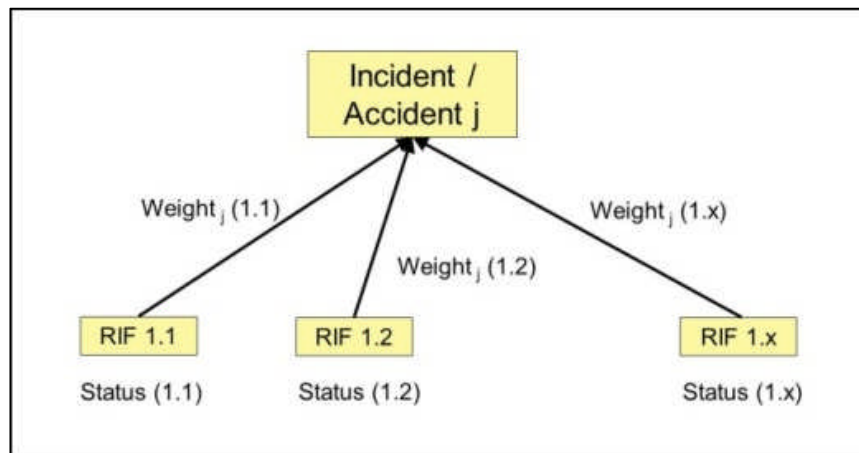 Incident /
Accident j
Weight j (1.1)
Weight j (1.x)
Weight j (1.2)
RIF 1.1
RIF 1.2
RIF 1.x
Status (1.1)
Status (1.2)
Status (1.x)